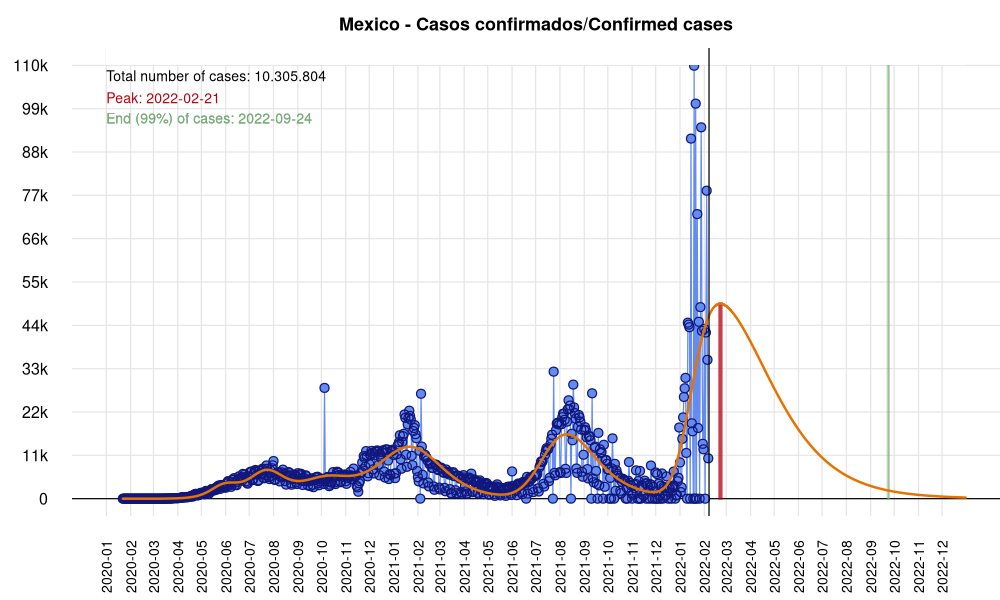 Mexico - Casos confirmados/Confirmed cases
110k
99k
88k
77k
66k
55k
44k
33k
22k
11k
0
Total number of cases: 10.305.804
Peak: 2022-02-21
End (99%) of cases: 2022-09-24
2020-01
2020-02
2020-03
2020-04
2020-05
2020-06
2020-07
2020-08
2020-09
2020-10
2020-11
2020-12
2021-01
2021-02
2021-03
2021-04
2021-05
2021-06
2021-07
2021-08
2021-09
2021-10
2021-11
2021-12
2022-01
2022-02
2022-03
2022-04
2022-05
2022-06
2022-07
2022-08
2022-09
2022-10
2022-11
2022-12